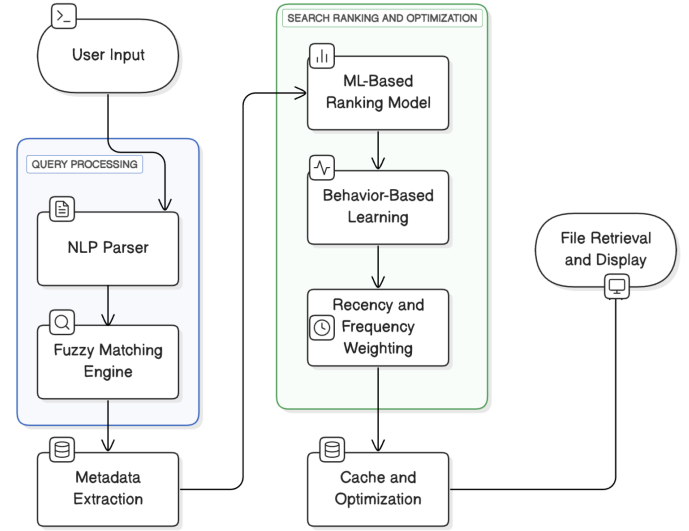 User Input
QUERY PROCESSING
NLP Parser
Fuzzy Matching
Engine
Metadata
Extraction
SEARCH RANKING AND OPTIMIZATION
ML-Based
Ranking Model
Behavior-Based
Learning
Recency and
Frequency
Weighting
Cache and
Optimization
File Retrieval
and Display